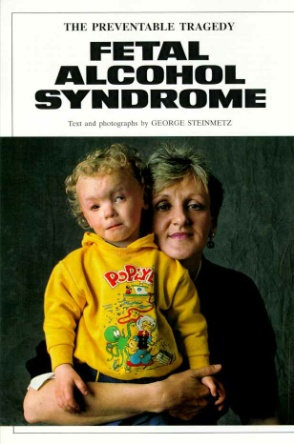 THE PREVENTABLE TRAGEDY
FETAL
ALCOHOL
SYNDROME
Text and photographs by GEORGE STEINMETZ
POPEYE